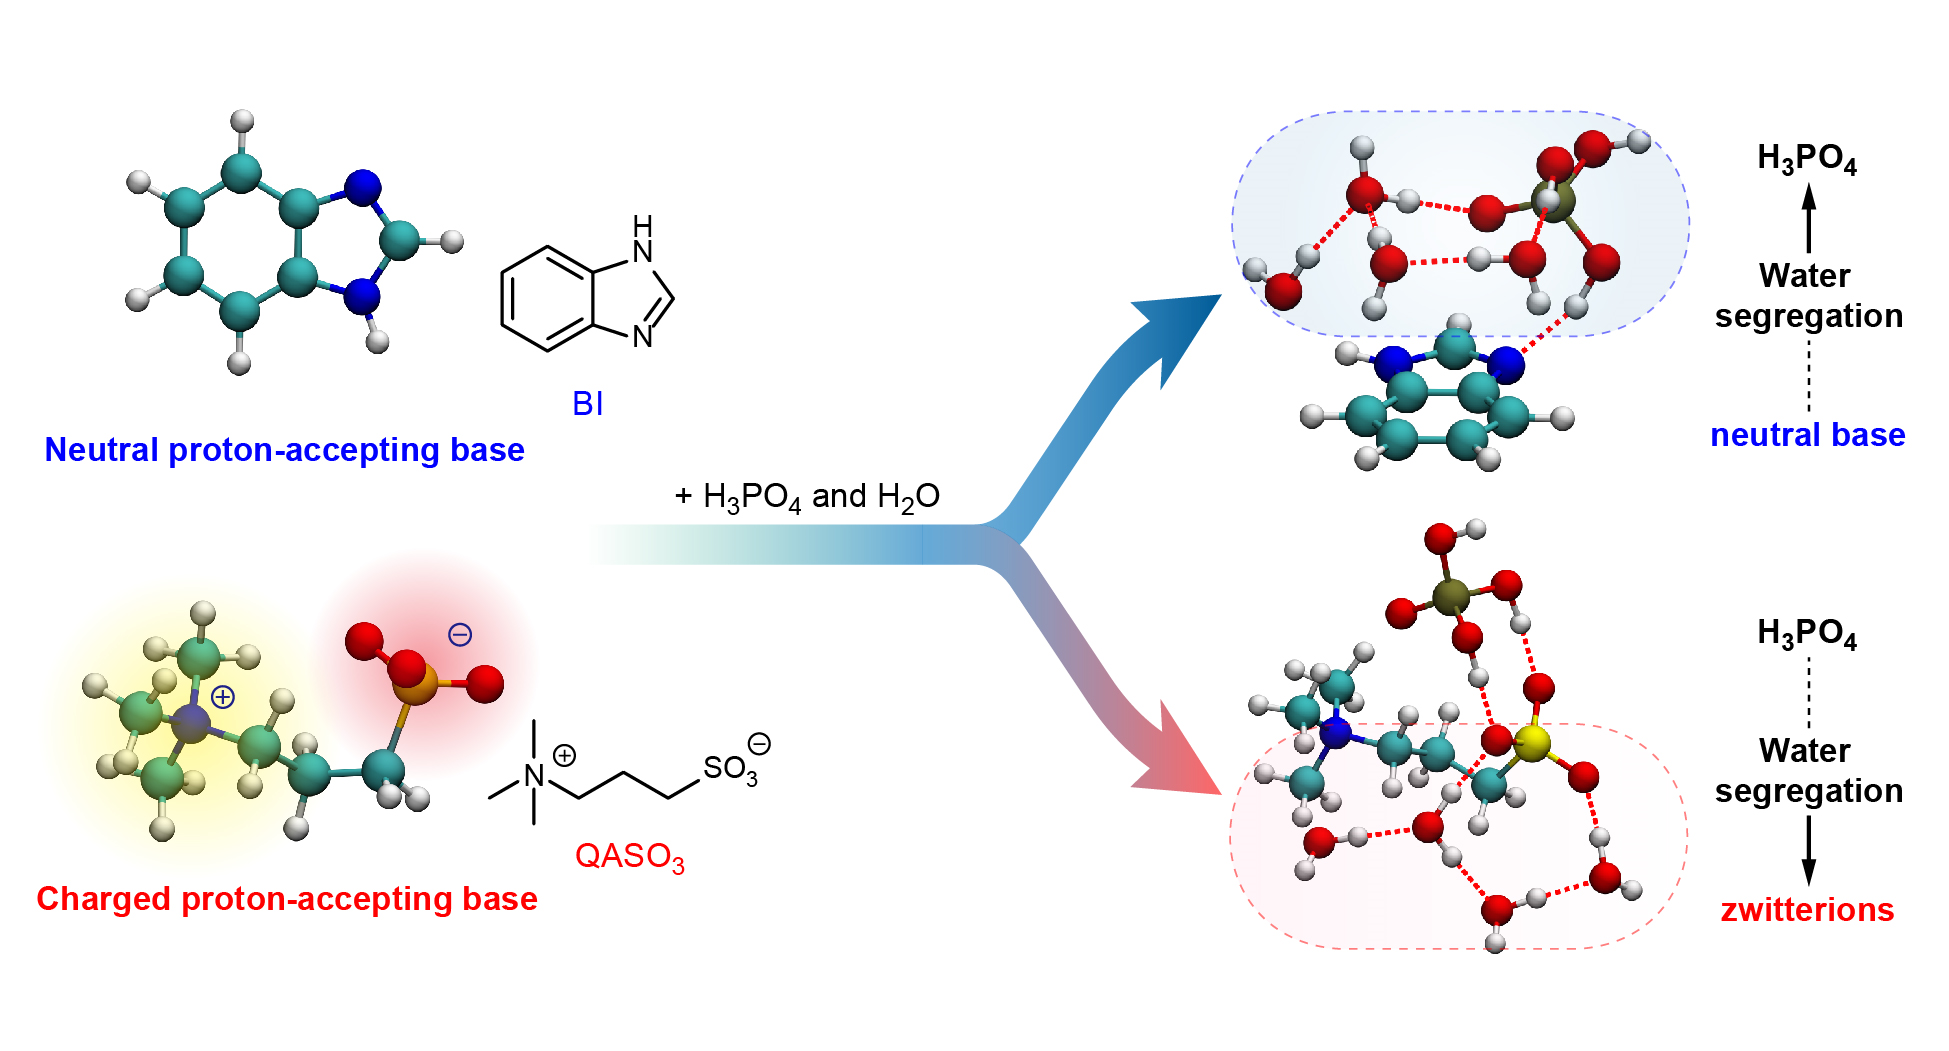 H
N
N
BI
Neutral proton-accepting base
⊕
⊖
N
⊕
SO₃
⊖
QASO₃
Charged proton-accepting base
+ H₃PO₄ and H₂O
H₃PO₄
Water
segregation
neutral base
H₃PO₄
Water
segregation
zwitterions